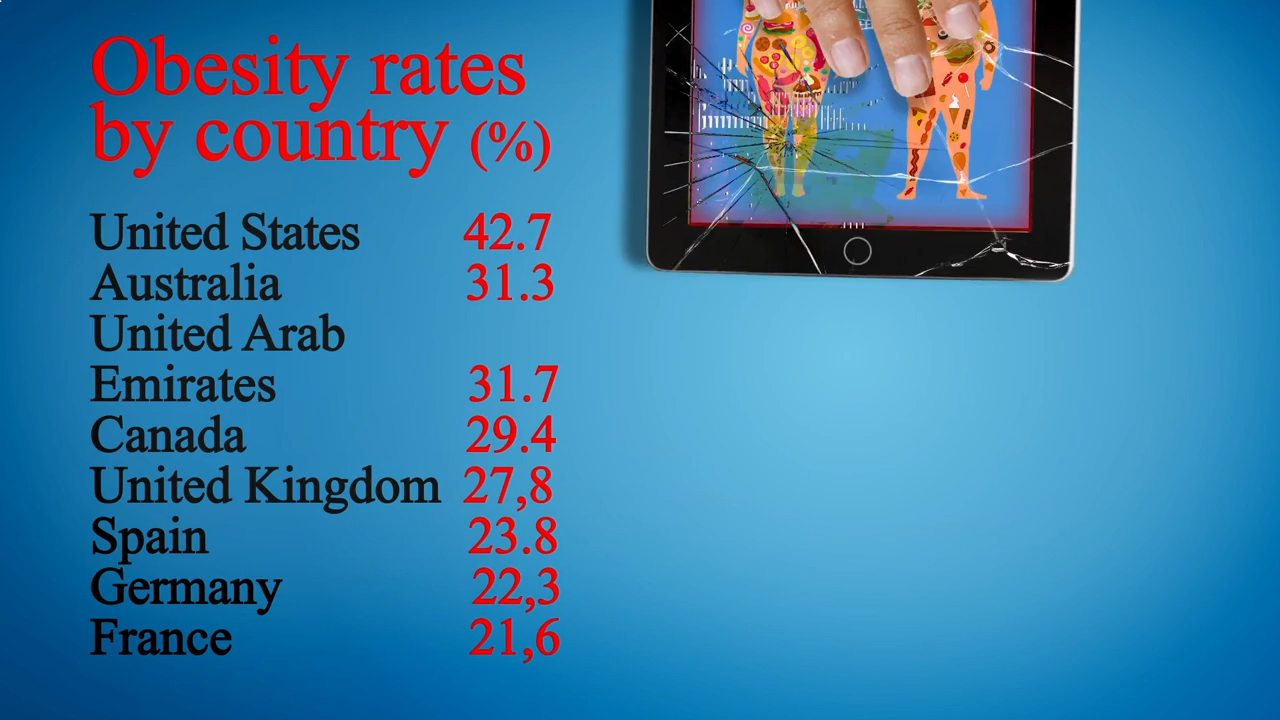 Obesity rates
by country (%)
United States 42.7
Australia 31.3
United Arab
Emirates 31.7
Canada 29.4
United Kingdom 27,8
Spain 23.8
Germany 22,3
France 21,6